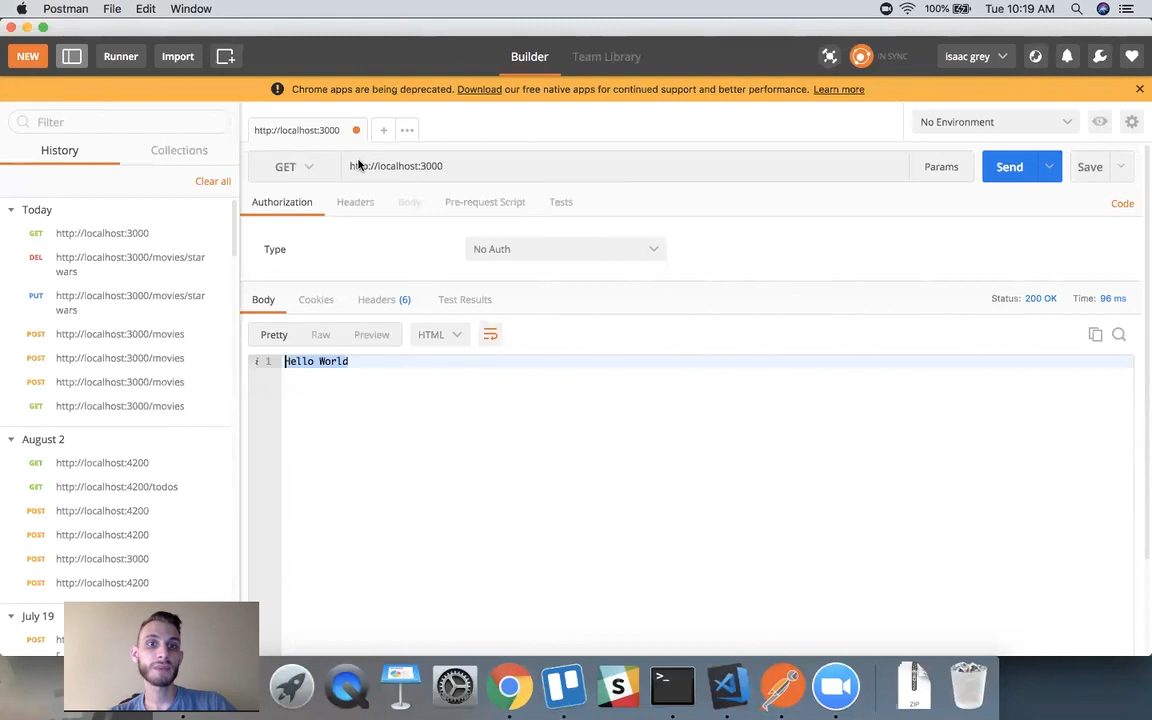 Postman File Edit Window 100% Tue 10:19 AM
NEW Runner Import Builder Team Library IN SYNC isaac grey
Chrome apps are being deprecated. Download our free native apps for continued support and better performance. Learn more
Filter
History Collections
Clear all
Today
GET http://localhost:3000
DEL http://localhost:3000/movies/star
wars
PUT http://localhost:3000/movies/star
wars
POST http://localhost:3000/movies
POST http://localhost:3000/movies
POST http://localhost:3000/movies
GET http://localhost:3000/movies
August 2
GET http://localhost:4200
GET http://localhost:4200/todos
POST http://localhost:4200
POST http://localhost:4200
POST http://localhost:3000
POST http://localhost:4200
July 19
POST
http://localhost:3000 No Environment
GET http://localhost:3000 Params Send Save
Authorization Headers Body Pre-request Script Tests Code
Type No Auth
Body Cookies Headers (6) Test Results Status: 200 OK Time: 96 ms
Pretty Raw Preview HTML
i 1 Hello World
ZIP